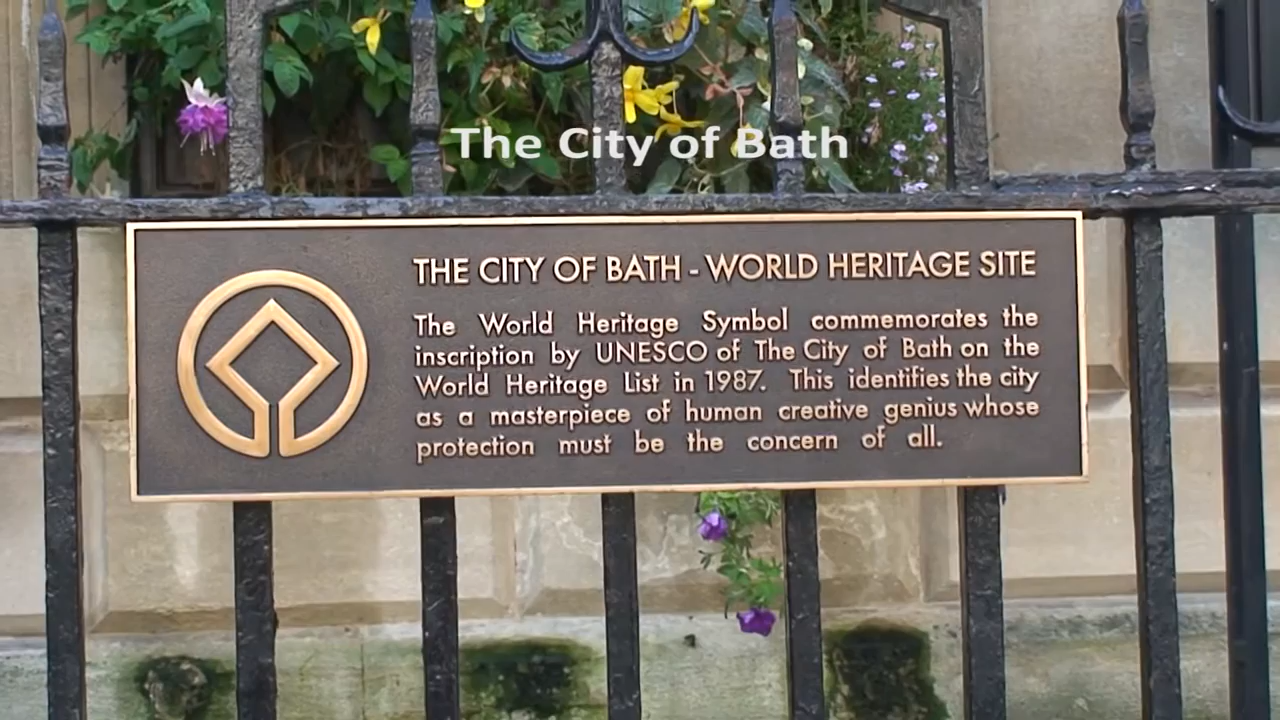 The City of Bath
THE CITY OF BATH - WORLD HERITAGE SITE
The World Heritage Symbol commemorates the
inscription by UNESCO of The City of Bath on the
World Heritage List in 1987. This identifies the city
as a masterpiece of human creative genius whose
protection must be the concern of all.